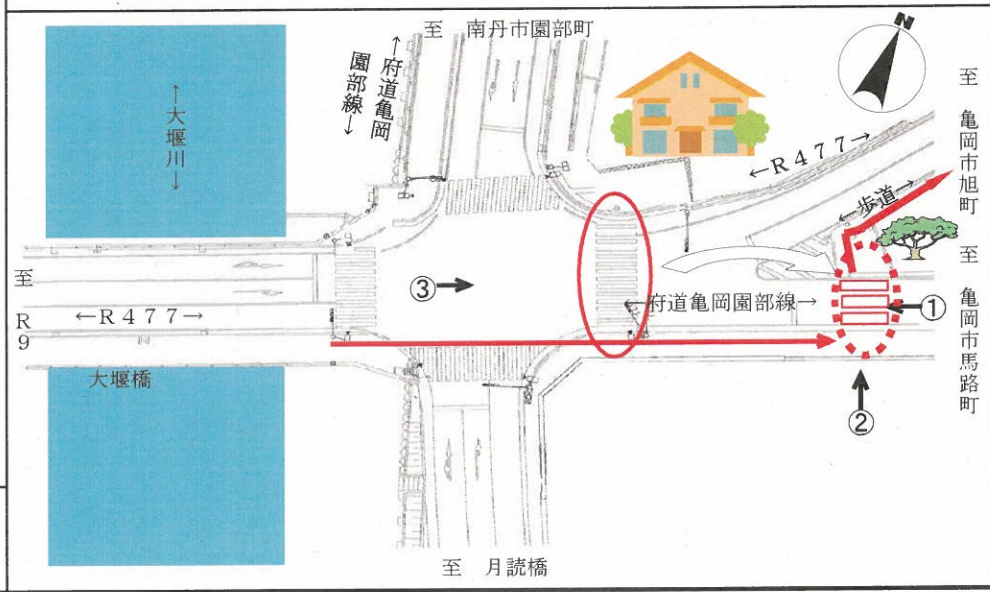 至 南丹市園部町
←府道亀岡
園部線→
←大堰川→
N
至 亀岡市旭町
←R477→
←歩道→
至 亀岡市馬路町
③
←府道亀岡園部線→
①
至 R9
←R477→
大堰橋
②
至 月読橋